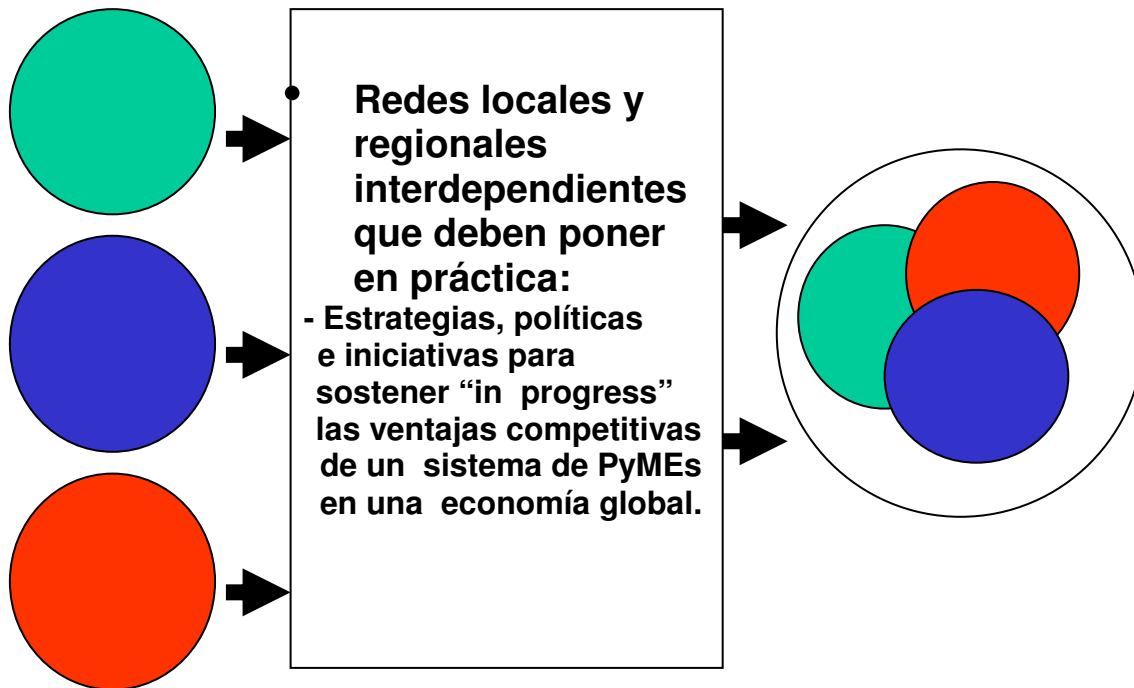 • Redes locales y
regionales
interdependientes
que deben poner
en práctica:
- Estrategias, políticas
e iniciativas para
sostener “in progress”
las ventajas competitivas
de un sistema de PyMEs
en una economía global.